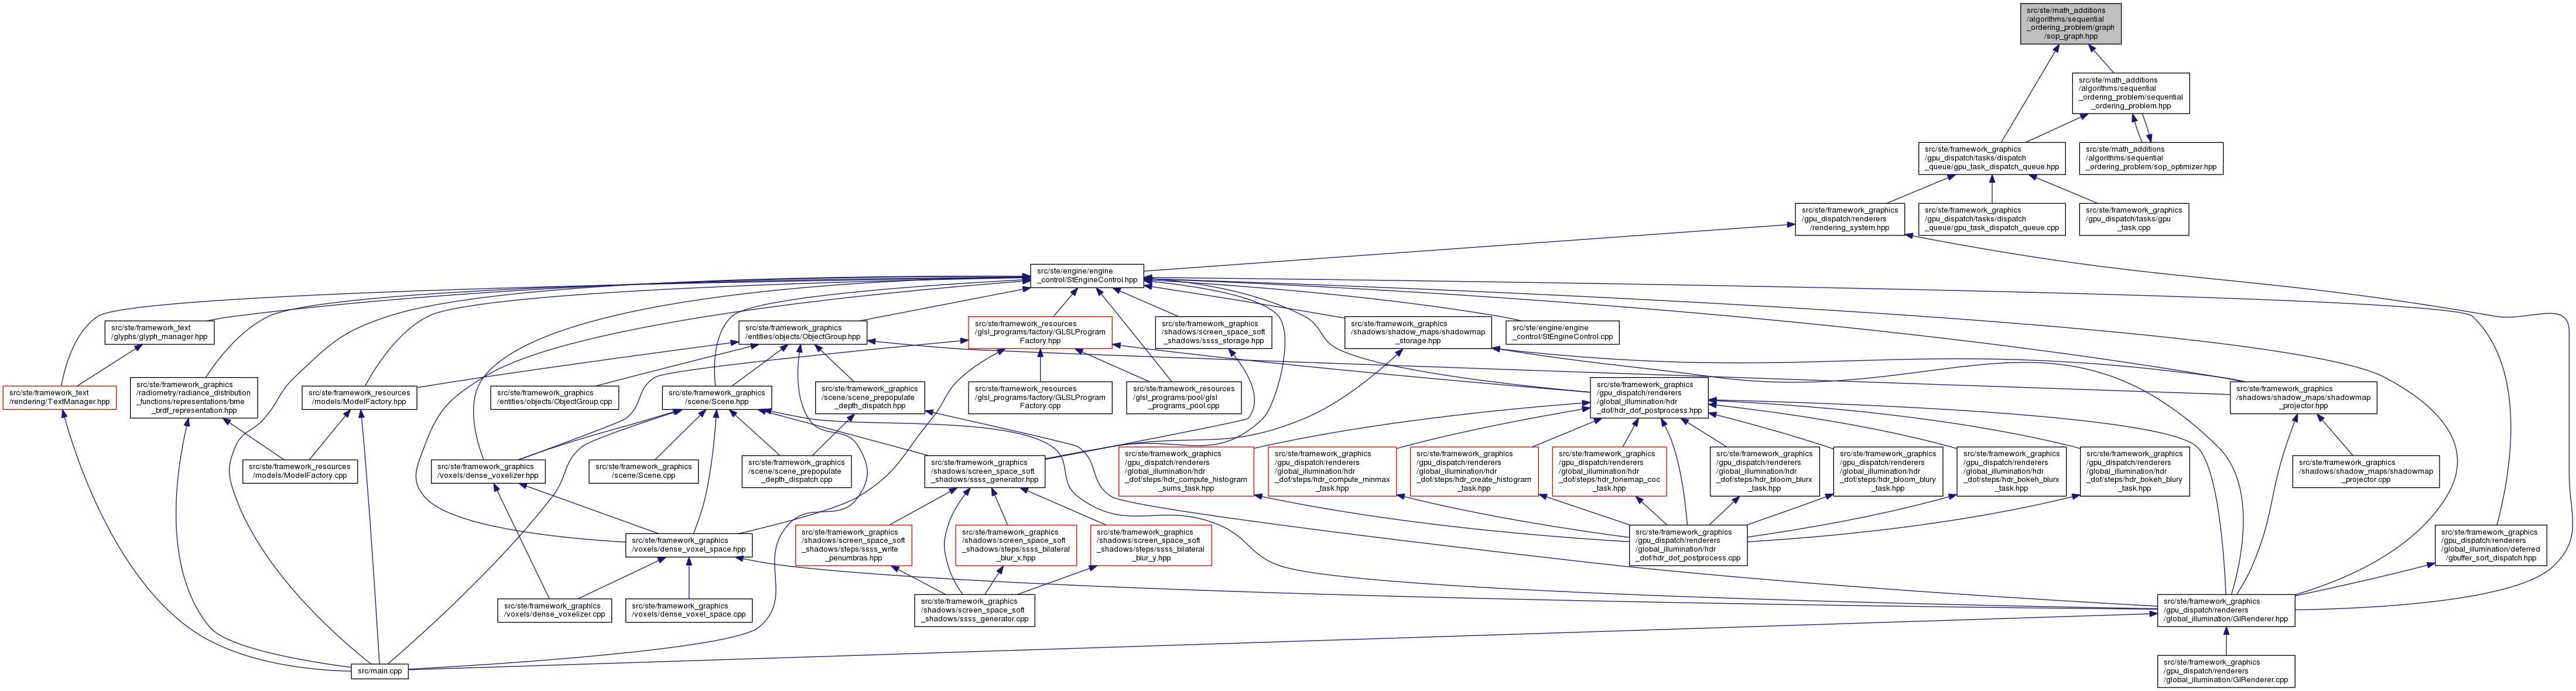 src/ste/math_additions
/algorithms/sequential
_ordering_problem/graph
/sop_graph.hpp
src/ste/math_additions
/algorithms/sequential
_ordering_problem/sequential
_ordering_problem.hpp
src/ste/framework_graphics
/gpu_dispatch/tasks/dispatch
_queue/gpu_task_dispatch_queue.hpp
src/ste/math_additions
/algorithms/sequential
_ordering_problem/sop_optimizer.hpp
src/ste/framework_graphics
/gpu_dispatch/renderers
/rendering_system.hpp
src/ste/framework_graphics
/gpu_dispatch/tasks/dispatch
_queue/gpu_task_dispatch_queue.cpp
src/ste/framework_graphics
/gpu_dispatch/tasks/gpu
_task.cpp
src/ste/engine/engine
_control/StEngineControl.hpp
src/ste/framework_text
/glyphs/glyph_manager.hpp
src/ste/framework_graphics
/entities/objects/ObjectGroup.hpp
src/ste/framework_resources
/glsl_programs/factory/GLSLProgram
Factory.hpp
src/ste/framework_graphics
/shadows/screen_space_soft
_shadows/ssss_storage.hpp
src/ste/framework_graphics
/shadows/shadow_maps/shadowmap
_storage.hpp
src/ste/engine/engine
_control/StEngineControl.cpp
src/ste/framework_text
/rendering/TextManager.hpp
src/ste/framework_graphics
/radiometry/radiance_distribution
_functions/representations/bme
_brdf_representation.hpp
src/ste/framework_resources
/models/ModelFactory.hpp
src/ste/framework_graphics
/entities/objects/ObjectGroup.cpp
src/ste/framework_graphics
/scene/Scene.hpp
src/ste/framework_graphics
/scene/scene_prepopulate
_depth_dispatch.hpp
src/ste/framework_resources
/glsl_programs/factory/GLSLProgram
Factory.cpp
src/ste/framework_resources
/glsl_programs/pool/glsl
_programs_pool.cpp
src/ste/framework_graphics
/gpu_dispatch/renderers
/global_illumination/hdr
_dof/hdr_dof_postprocess.hpp
src/ste/framework_graphics
/shadows/shadow_maps/shadowmap
_projector.hpp
src/ste/framework_resources
/models/ModelFactory.cpp
src/ste/framework_graphics
/voxels/dense_voxelizer.hpp
src/ste/framework_graphics
/scene/Scene.cpp
src/ste/framework_graphics
/scene/scene_prepopulate
_depth_dispatch.cpp
src/ste/framework_graphics
/shadows/screen_space_soft
_shadows/ssss_generator.hpp
src/ste/framework_graphics
/gpu_dispatch/renderers
/global_illumination/hdr
_dof/steps/hdr_compute_histogram
_sums_task.hpp
src/ste/framework_graphics
/gpu_dispatch/renderers
/global_illumination/hdr
_dof/steps/hdr_compute_minmax
_task.hpp
src/ste/framework_graphics
/gpu_dispatch/renderers
/global_illumination/hdr
_dof/steps/hdr_create_histogram
_task.hpp
src/ste/framework_graphics
/gpu_dispatch/renderers
/global_illumination/hdr
_dof/steps/hdr_tonemap_coc
_task.hpp
src/ste/framework_graphics
/gpu_dispatch/renderers
/global_illumination/hdr
_dof/steps/hdr_bloom_blurx
_task.hpp
src/ste/framework_graphics
/gpu_dispatch/renderers
/global_illumination/hdr
_dof/steps/hdr_bloom_blury
_task.hpp
src/ste/framework_graphics
/gpu_dispatch/renderers
/global_illumination/hdr
_dof/steps/hdr_bokeh_blurx
_task.hpp
src/ste/framework_graphics
/gpu_dispatch/renderers
/global_illumination/hdr
_dof/steps/hdr_bokeh_blury
_task.hpp
src/ste/framework_graphics
/shadows/shadow_maps/shadowmap
_projector.cpp
src/ste/framework_graphics
/voxels/dense_voxel_space.hpp
src/ste/framework_graphics
/shadows/screen_space_soft
_shadows/steps/ssss_write
_penumbras.hpp
src/ste/framework_graphics
/shadows/screen_space_soft
_shadows/steps/ssss_bilateral
_blur_x.hpp
src/ste/framework_graphics
/shadows/screen_space_soft
_shadows/steps/ssss_bilateral
_blur_y.hpp
src/ste/framework_graphics
/gpu_dispatch/renderers
/global_illumination/hdr
_dof/hdr_dof_postprocess.cpp
src/ste/framework_graphics
/gpu_dispatch/renderers
/global_illumination/deferred
/gbuffer_sort_dispatch.hpp
src/ste/framework_graphics
/voxels/dense_voxelizer.cpp
src/ste/framework_graphics
/voxels/dense_voxel_space.cpp
src/ste/framework_graphics
/shadows/screen_space_soft
_shadows/ssss_generator.cpp
src/ste/framework_graphics
/gpu_dispatch/renderers
/global_illumination/GIRenderer.hpp
src/main.cpp
src/ste/framework_graphics
/gpu_dispatch/renderers
/global_illumination/GIRenderer.cpp